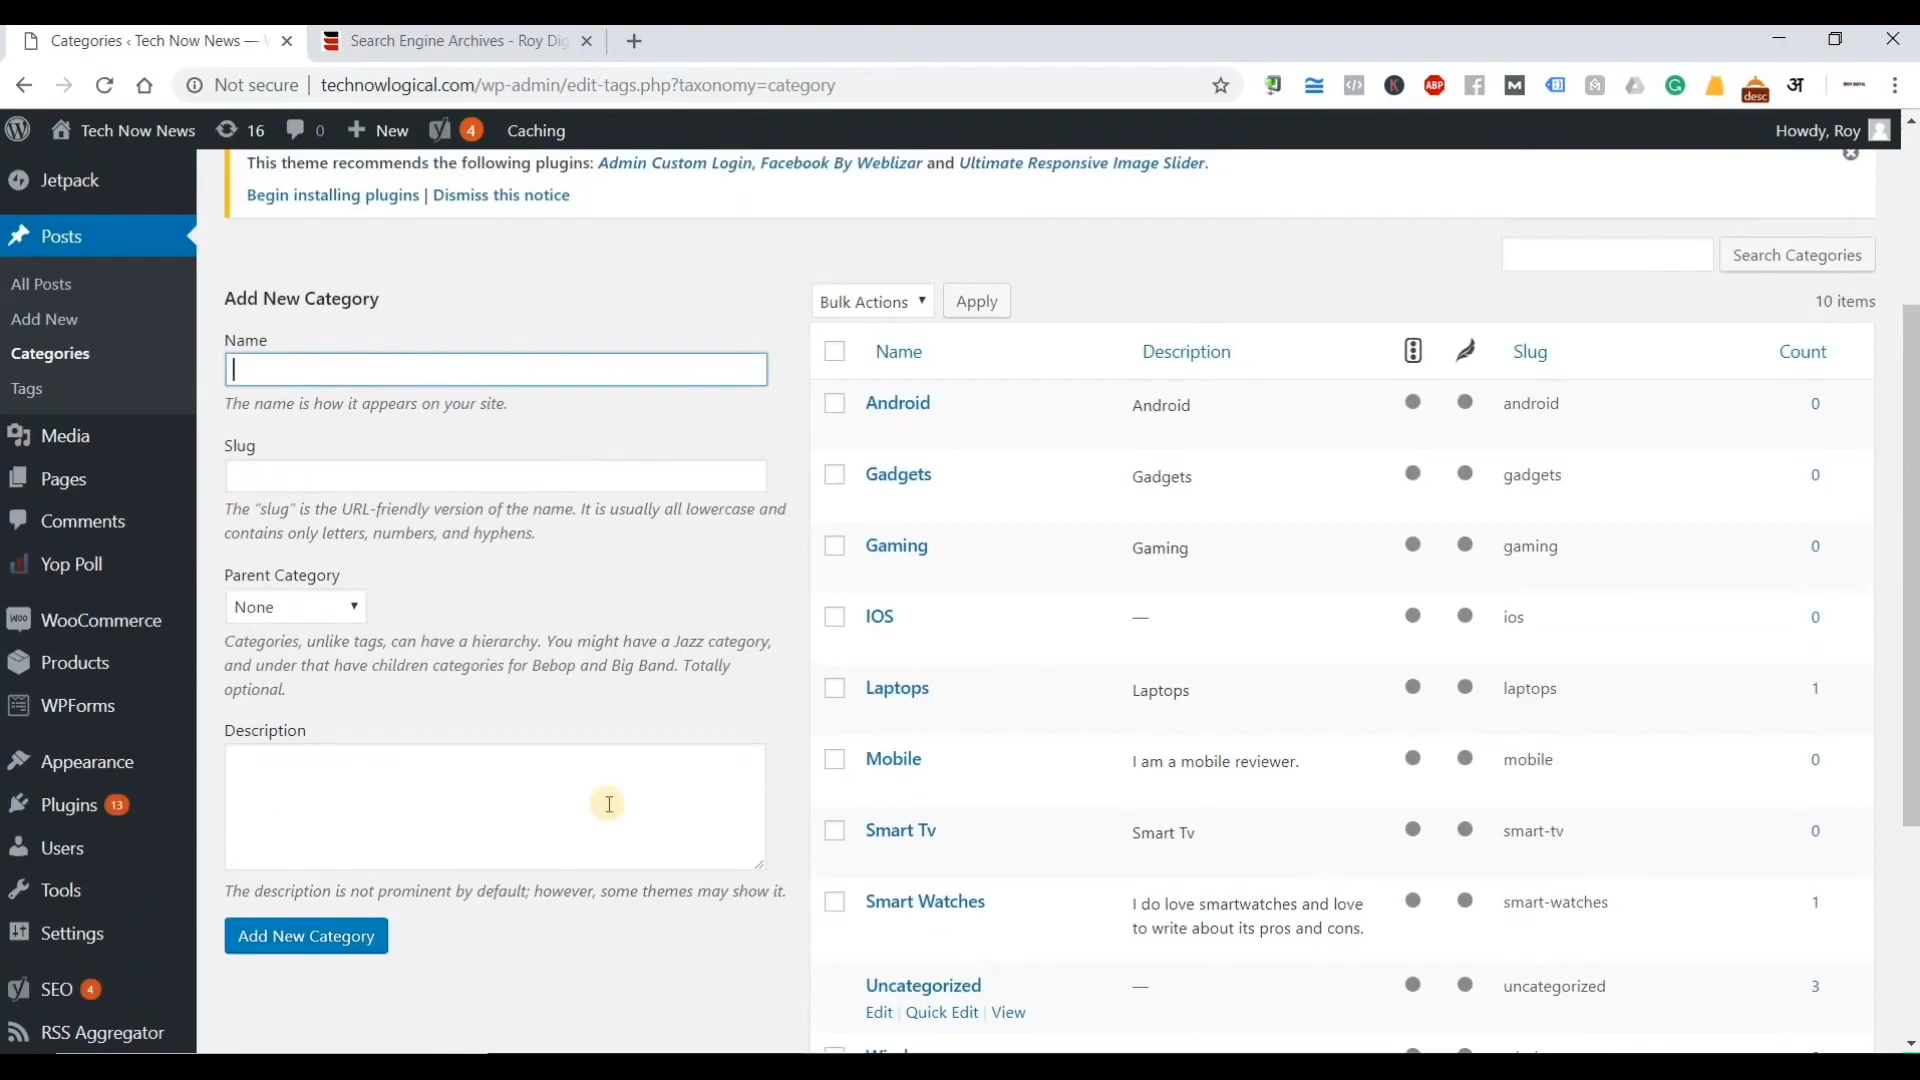 Categories ‹ Tech Now News —
Search Engine Archives - Roy Dig
Not secure | technowlogical.com/wp-admin/edit-tags.php?taxonomy=category
ABP
desc
अ
Tech Now News 16 0 New 4 Caching
Howdy, Roy
This theme recommends the following plugins: Admin Custom Login, Facebook By Weblizar and Ultimate Responsive Image Slider.
Begin installing plugins | Dismiss this notice
Jetpack
Posts
All Posts
Add New
Categories
Tags
Media
Pages
Comments
Yop Poll
WooCommerce
Products
WPForms
Appearance
Plugins 13
Users
Tools
Settings
SEO 4
RSS Aggregator
Search Categories
Add New Category
Name
The name is how it appears on your site.
Slug
The “slug” is the URL-friendly version of the name. It is usually all lowercase and
contains only letters, numbers, and hyphens.
Parent Category
None
Categories, unlike tags, can have a hierarchy. You might have a Jazz category,
and under that have children categories for Bebop and Big Band. Totally
optional.
Description
The description is not prominent by default; however, some themes may show it.
Add New Category
Bulk Actions Apply
10 items
Name Description Slug Count
Android Android android 0
Gadgets Gadgets gadgets 0
Gaming Gaming gaming 0
IOS — ios 0
Laptops Laptops laptops 1
Mobile I am a mobile reviewer. mobile 0
Smart Tv Smart Tv smart-tv 0
Smart Watches I do love smartwatches and love smart-watches 1
to write about its pros and cons.
Uncategorized — uncategorized 3
Edit | Quick Edit | View